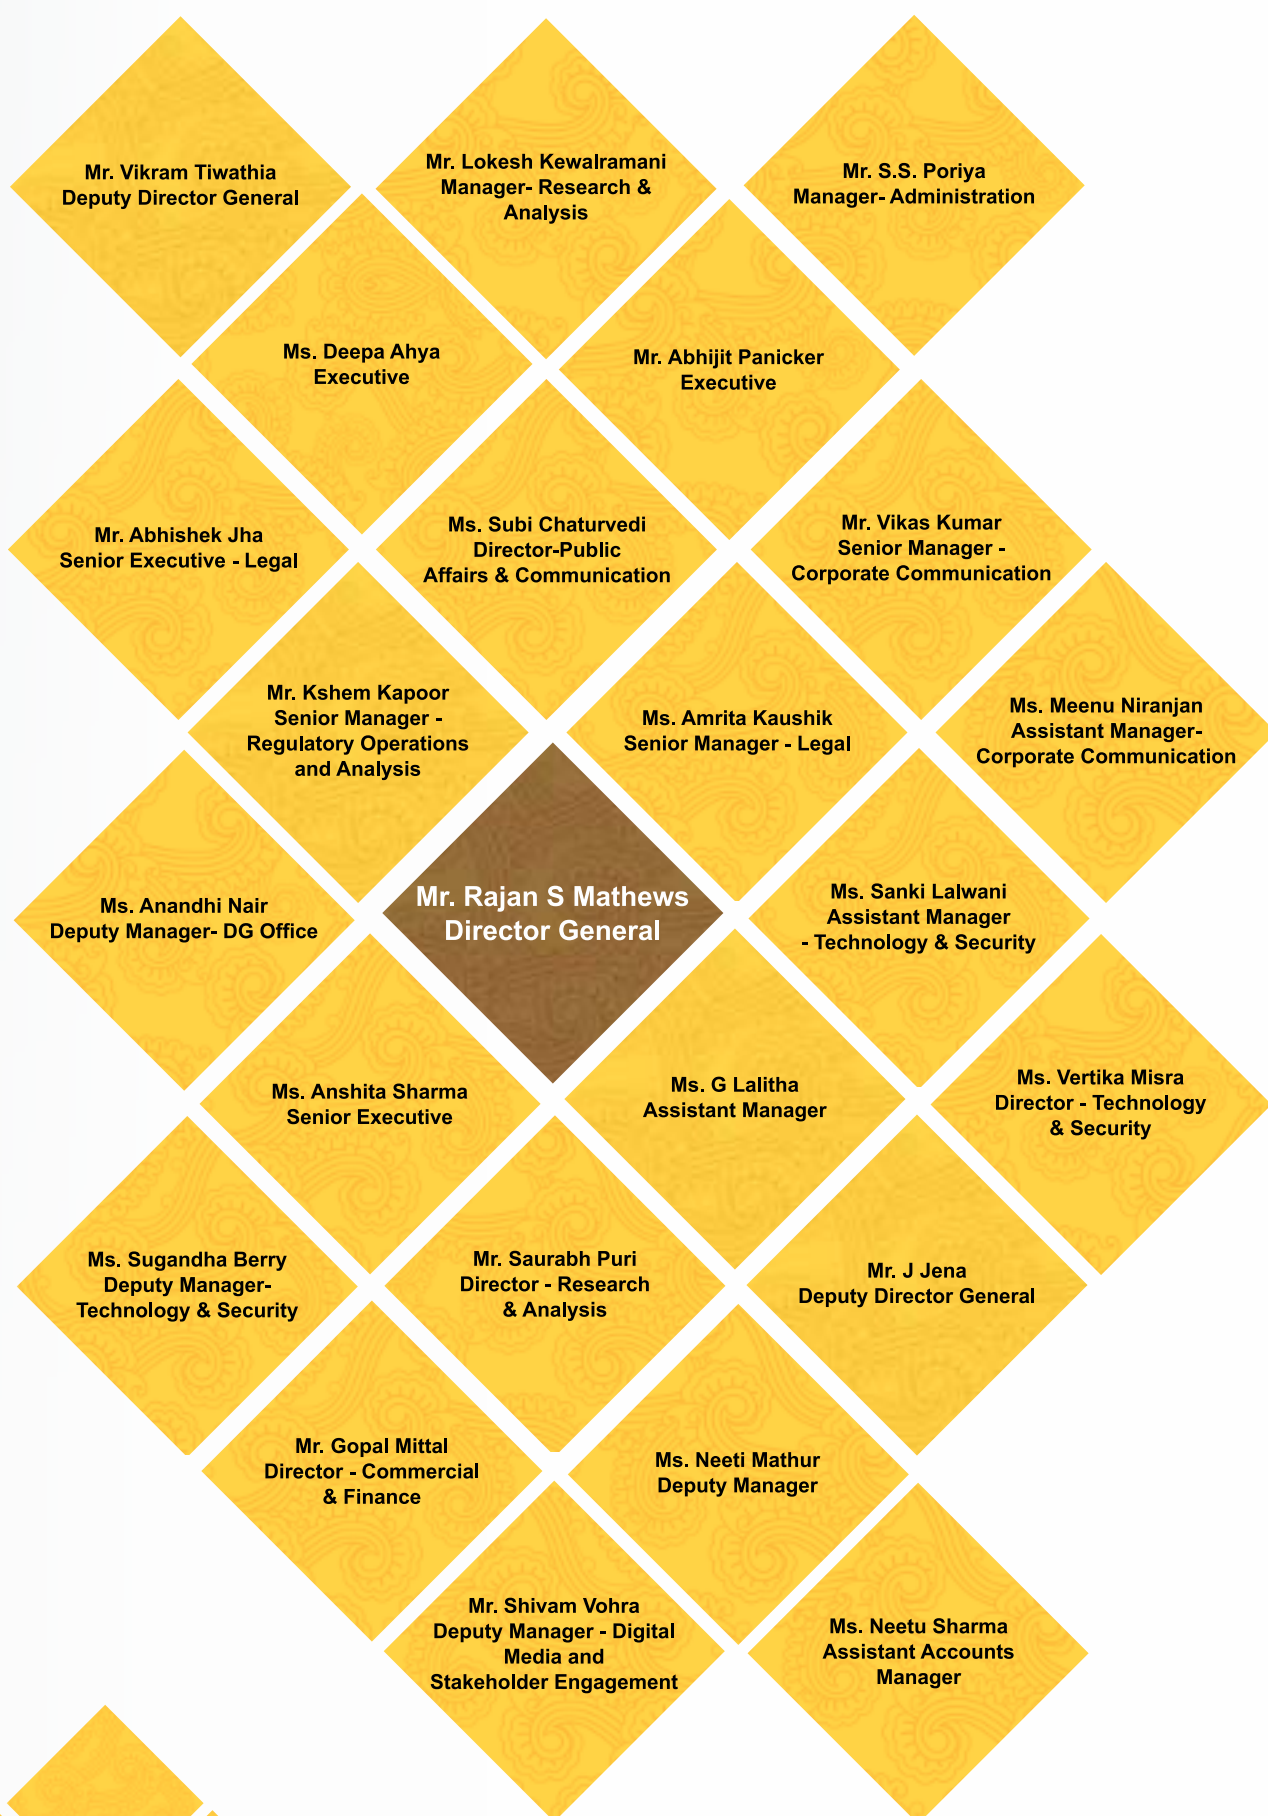 Mr. Vikram Tiwathia
Deputy Director General
Mr. Lokesh Kewalramani
Manager- Research &
Analysis
Mr. S.S. Poriya
Manager- Administration
Ms. Deepa Ahya
Executive
Mr. Abhijit Panicker
Executive
Mr. Abhishek Jha
Senior Executive - Legal
Ms. Subi Chaturvedi
Director-Public
Affairs & Communication
Mr. Vikas Kumar
Senior Manager -
Corporate Communication
Mr. Kshem Kapoor
Senior Manager -
Regulatory Operations
and Analysis
Ms. Amrita Kaushik
Senior Manager - Legal
Ms. Meenu Niranjan
Assistant Manager-
Corporate Communication
Ms. Anandhi Nair
Deputy Manager- DG Office
Mr. Rajan S Mathews
Director General
Ms. Sanki Lalwani
Assistant Manager
- Technology & Security
Ms. Anshita Sharma
Senior Executive
Ms. G Lalitha
Assistant Manager
Ms. Vertika Misra
Director - Technology
& Security
Ms. Sugandha Berry
Deputy Manager-
Technology & Security
Mr. Saurabh Puri
Director - Research
& Analysis
Mr. J Jena
Deputy Director General
Mr. Gopal Mittal
Director - Commercial
& Finance
Ms. Neeti Mathur
Deputy Manager
Mr. Shivam Vohra
Deputy Manager - Digital
Media and
Stakeholder Engagement
Ms. Neetu Sharma
Assistant Accounts
Manager